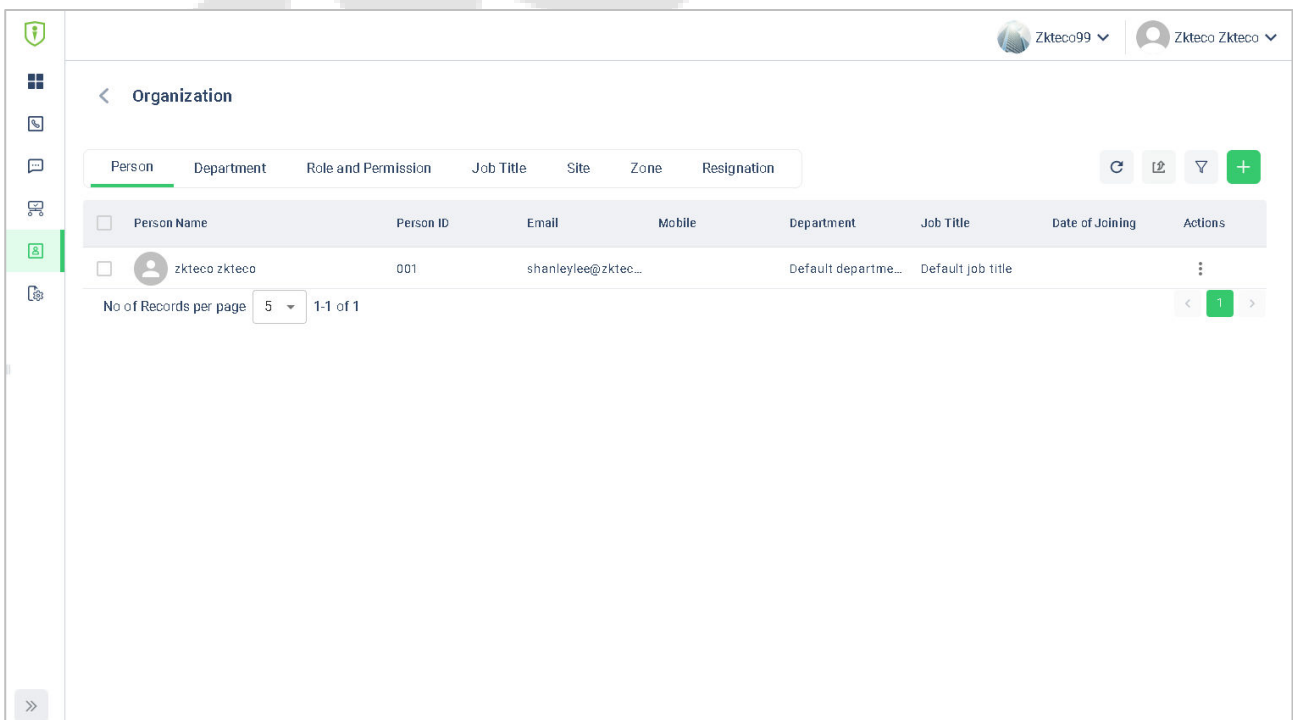 Zkteco99 Zkteco Zkteco
Organization
Person Department Role and Permission Job Title Site Zone Resignation
Person Name Person ID Email Mobile Department Job Title Date of Joining Actions
zkteco zkteco 001 shanleylee@zktec... Default departme... Default job title
No of Records per page 5 1-1 of 1 < 1 >